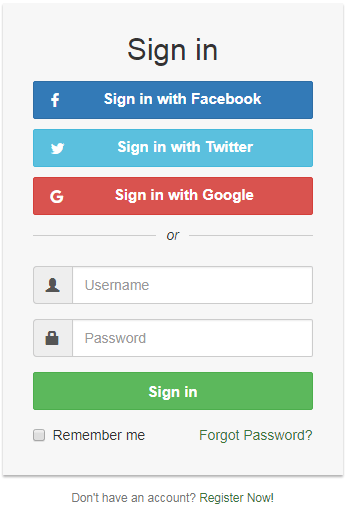 Sign in
Sign in with Facebook
Sign in with Twitter
Sign in with Google
or
Username
Password
Sign in
Remember me Forgot Password?
Don't have an account? Register Now!